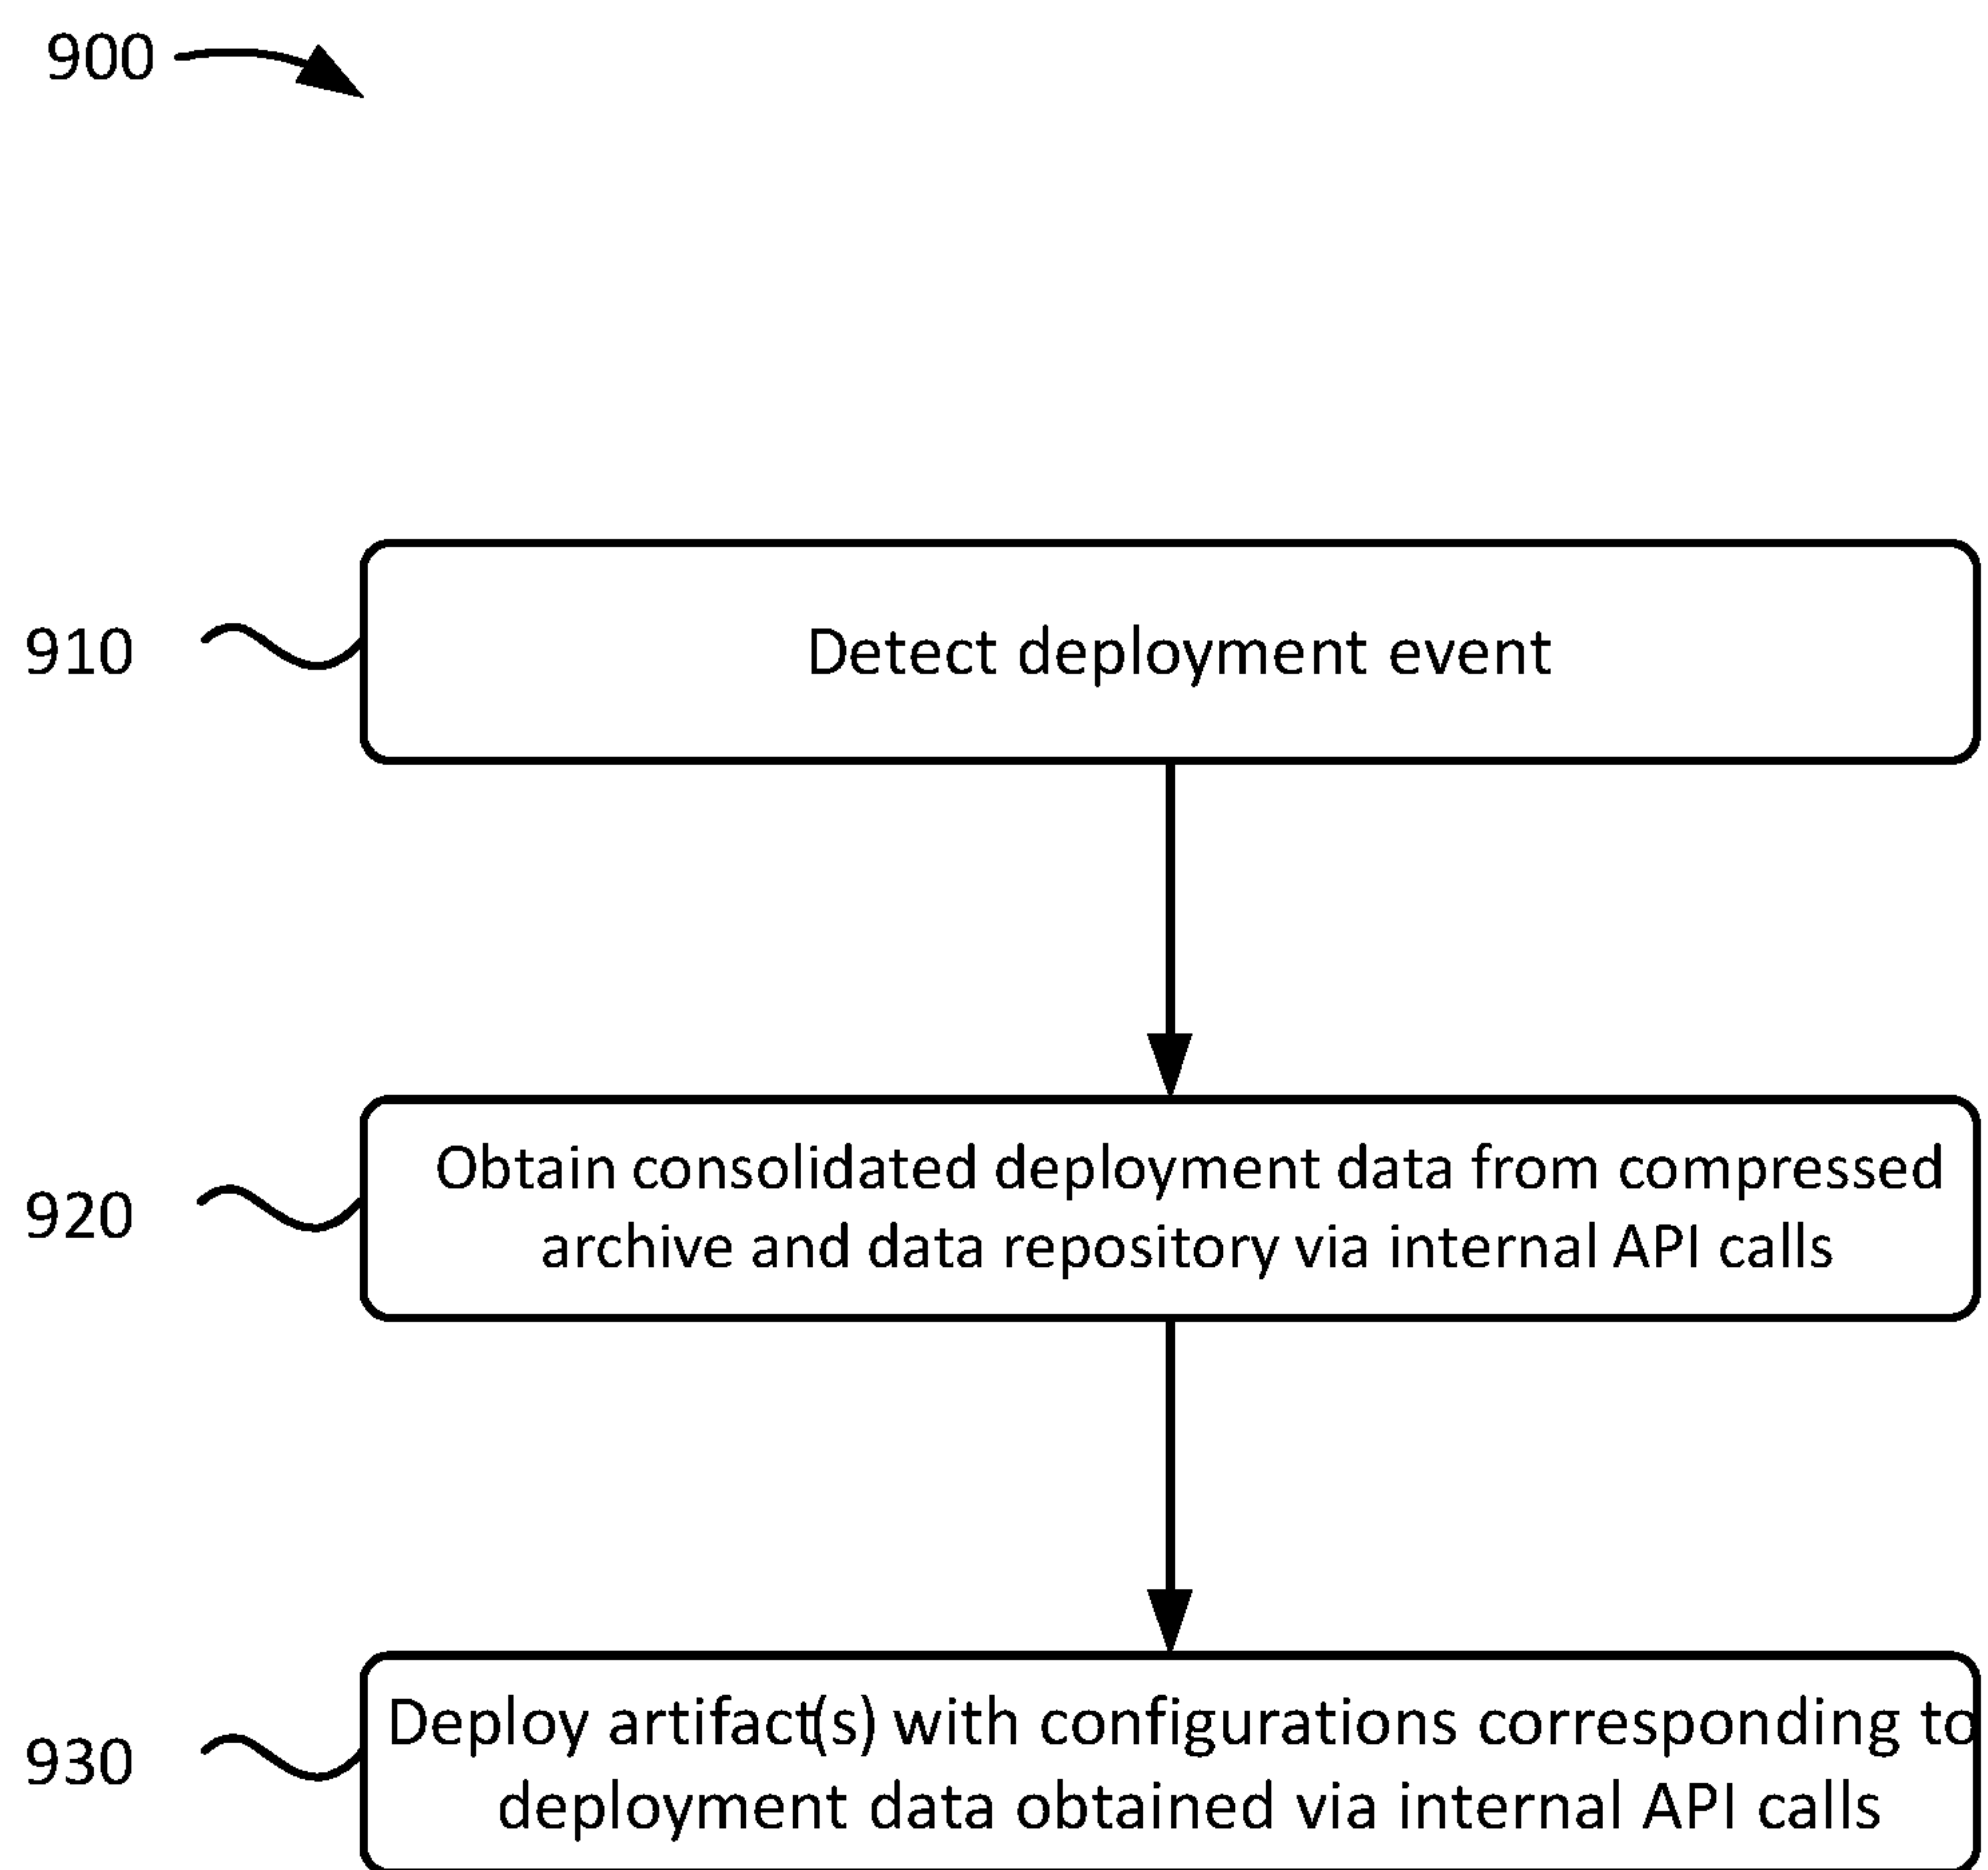 900
910
Detect deployment event
920
Obtain consolidated deployment data from compressed
archive and data repository via internal API calls
930
Deploy artifact(s) with configurations corresponding to
deployment data obtained via internal API calls